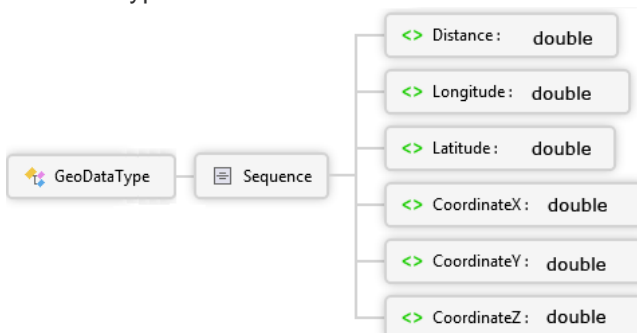 Distance : double
Longitude : double
Latitude : double
GeoDataType
Sequence
CoordinateX : double
CoordinateY : double
CoordinateZ : double